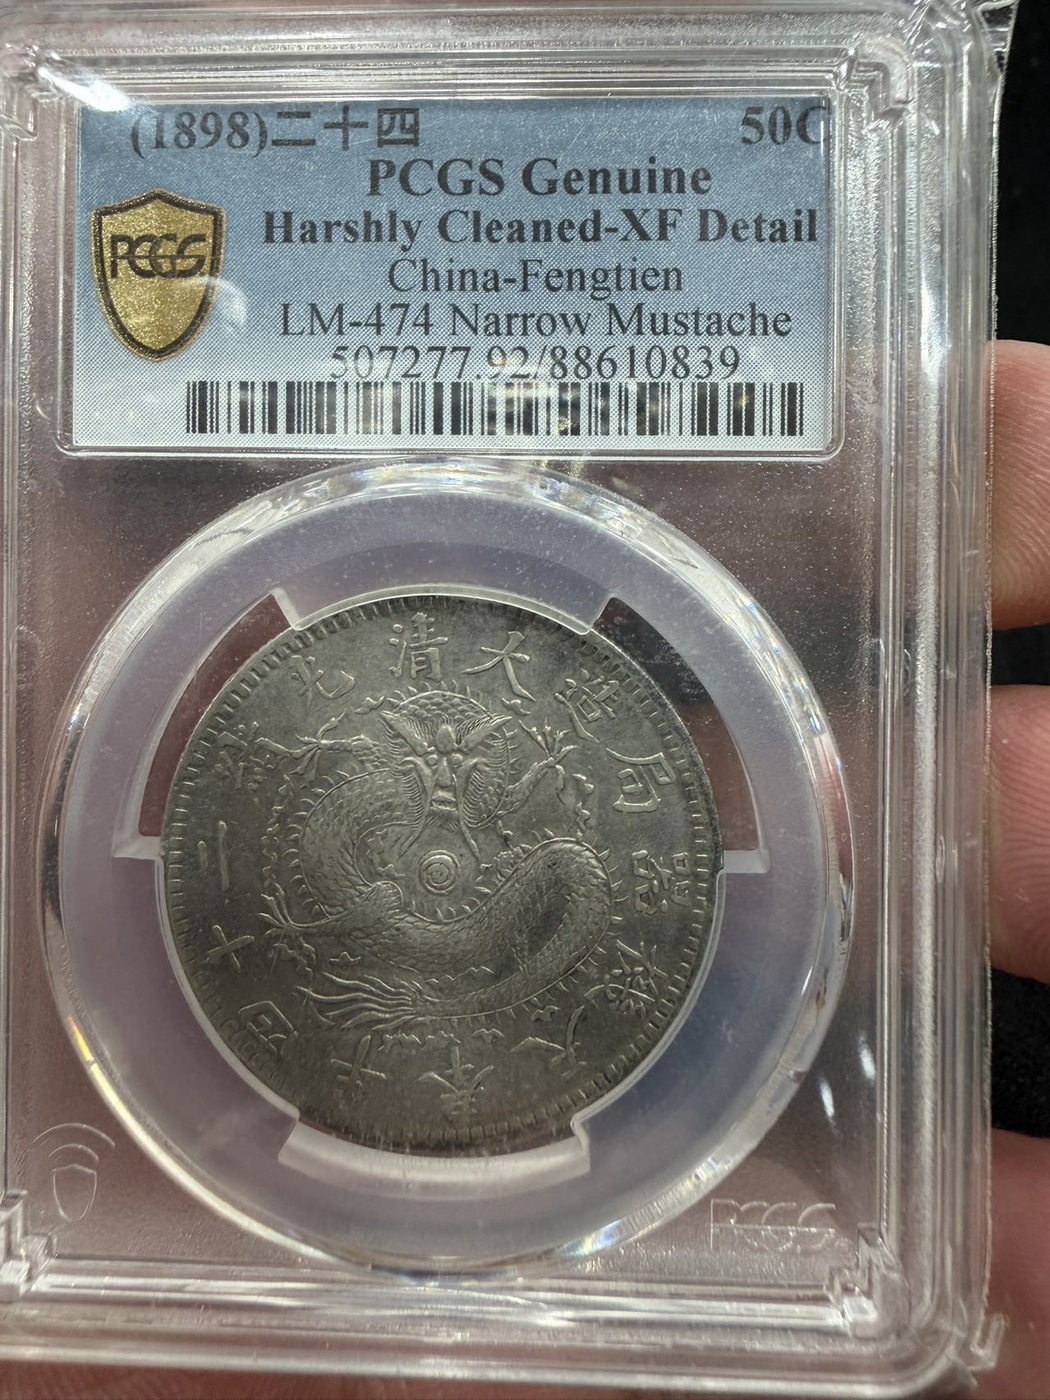 (1898)二十四 50C
PCGS Genuine
Harshly Cleaned-XF Detail
China-Fengtien
LM-474 Narrow Mustache
507277.92/88610839
PCGS
大清光緒二十四年奉天機器局造
PCGS